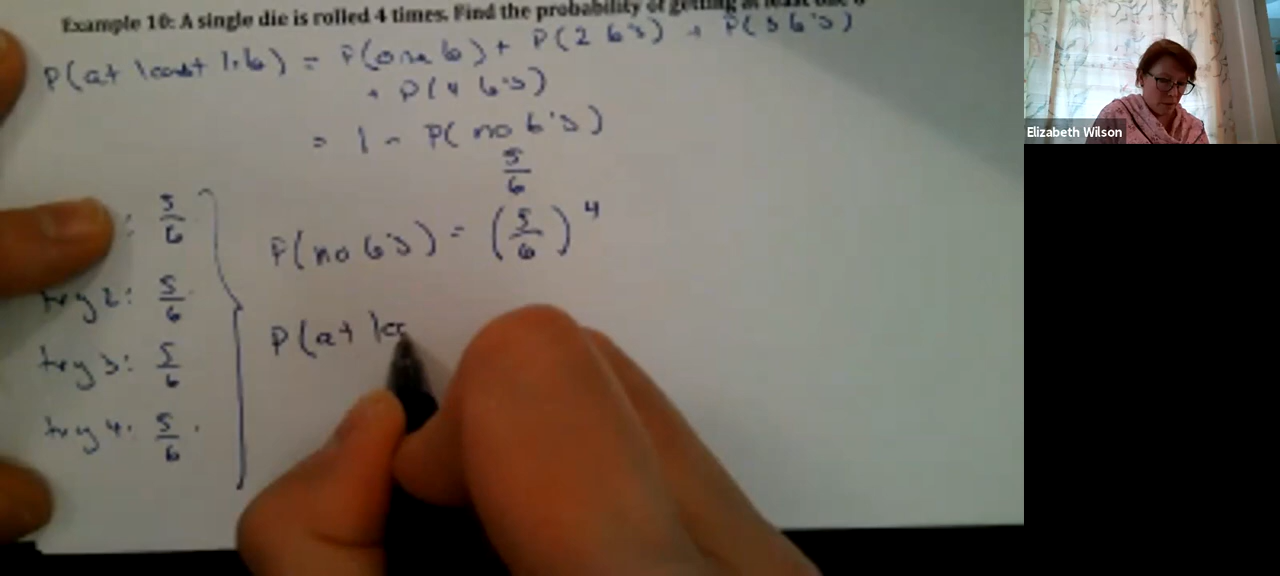 Example 10: A single die is rolled 4 times. Find the probability of getting at least one 6
P(at least 1.6) = P(one 6) + P(2 6's) + P(3 6's)
+ P(4 6's)
= 1 - P(no 6's)
5/6
: 5/6
P(no 6's) = (5/6)^4
try 2: 5/6
P(at lea
try 3: 5/6
try 4: 5/6
Elizabeth Wilson